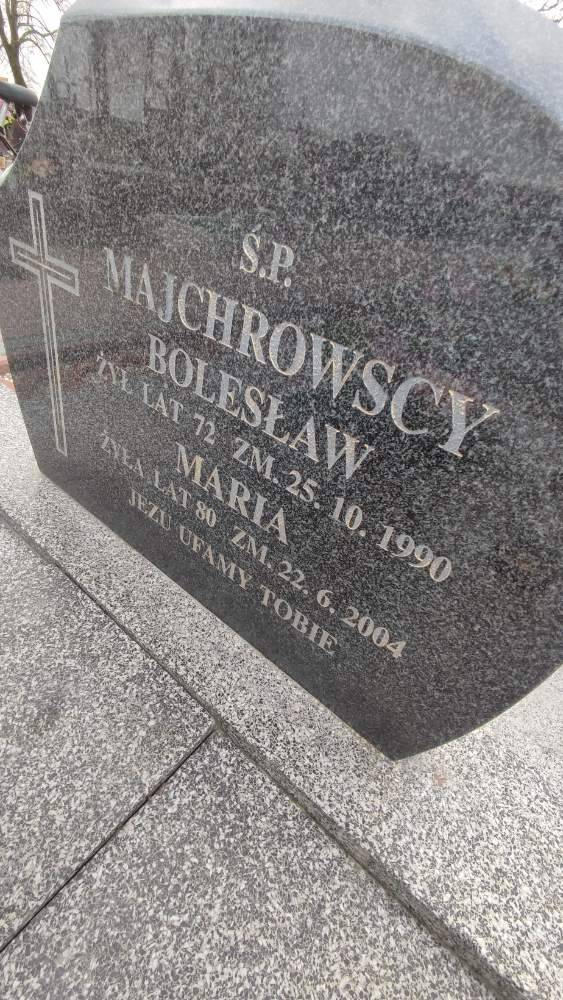 Ś.P.
MAJCHROWSCY
BOLESŁAW
ŻYŁ LAT 72 ZM. 25. 10. 1990
MARIA
ŻYŁA LAT 80 ZM. 22. 6. 2004
JEZU UFAMY TOBIE